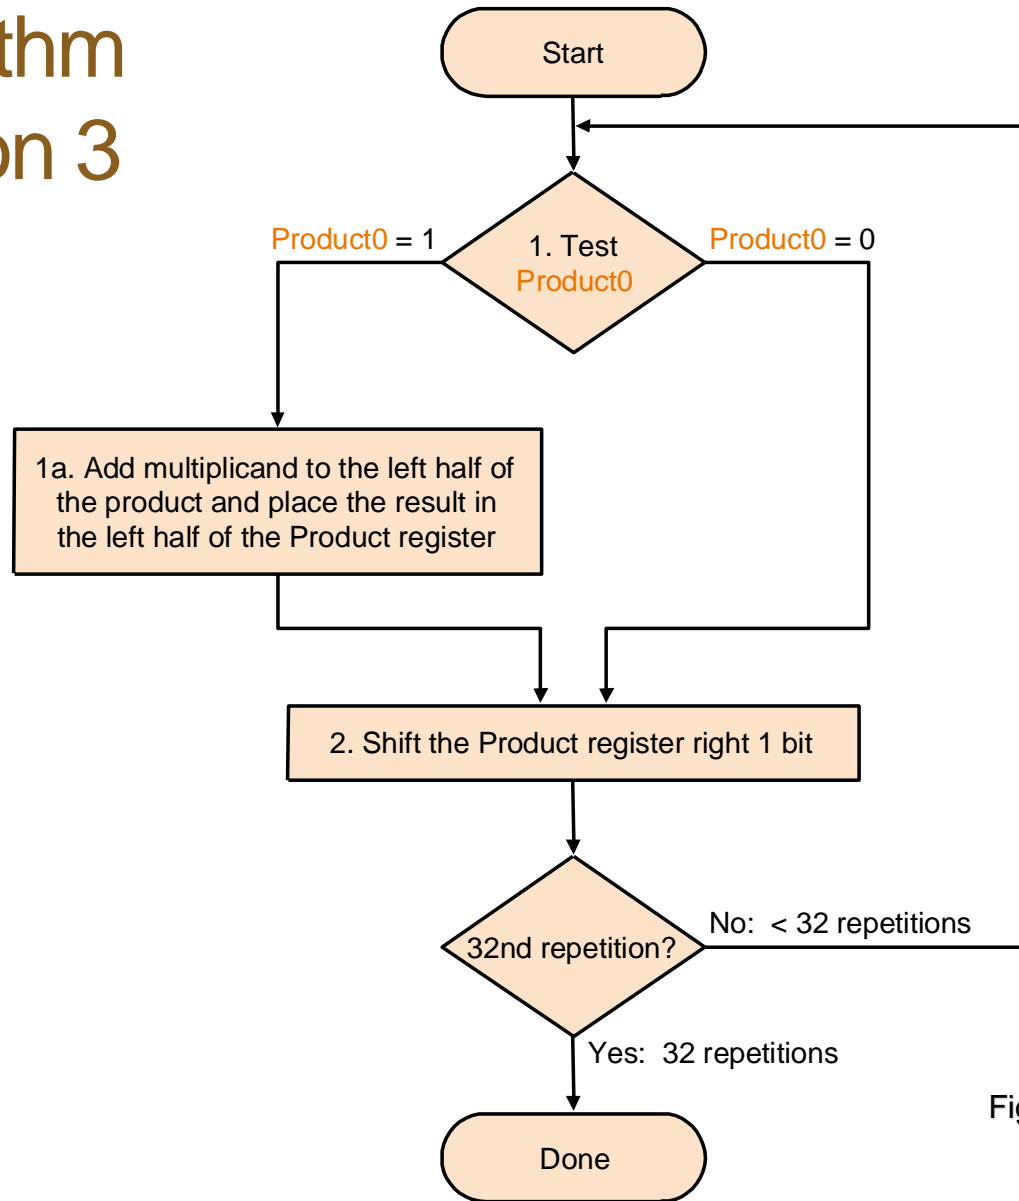 thm
on 3
Start
Product0 = 1
1. Test
Product0
Product0 = 0
1a. Add multiplicand to the left half of
the product and place the result in
the left half of the Product register
2. Shift the Product register right 1 bit
32nd repetition?
No: < 32 repetitions
Yes: 32 repetitions
Done
Fig